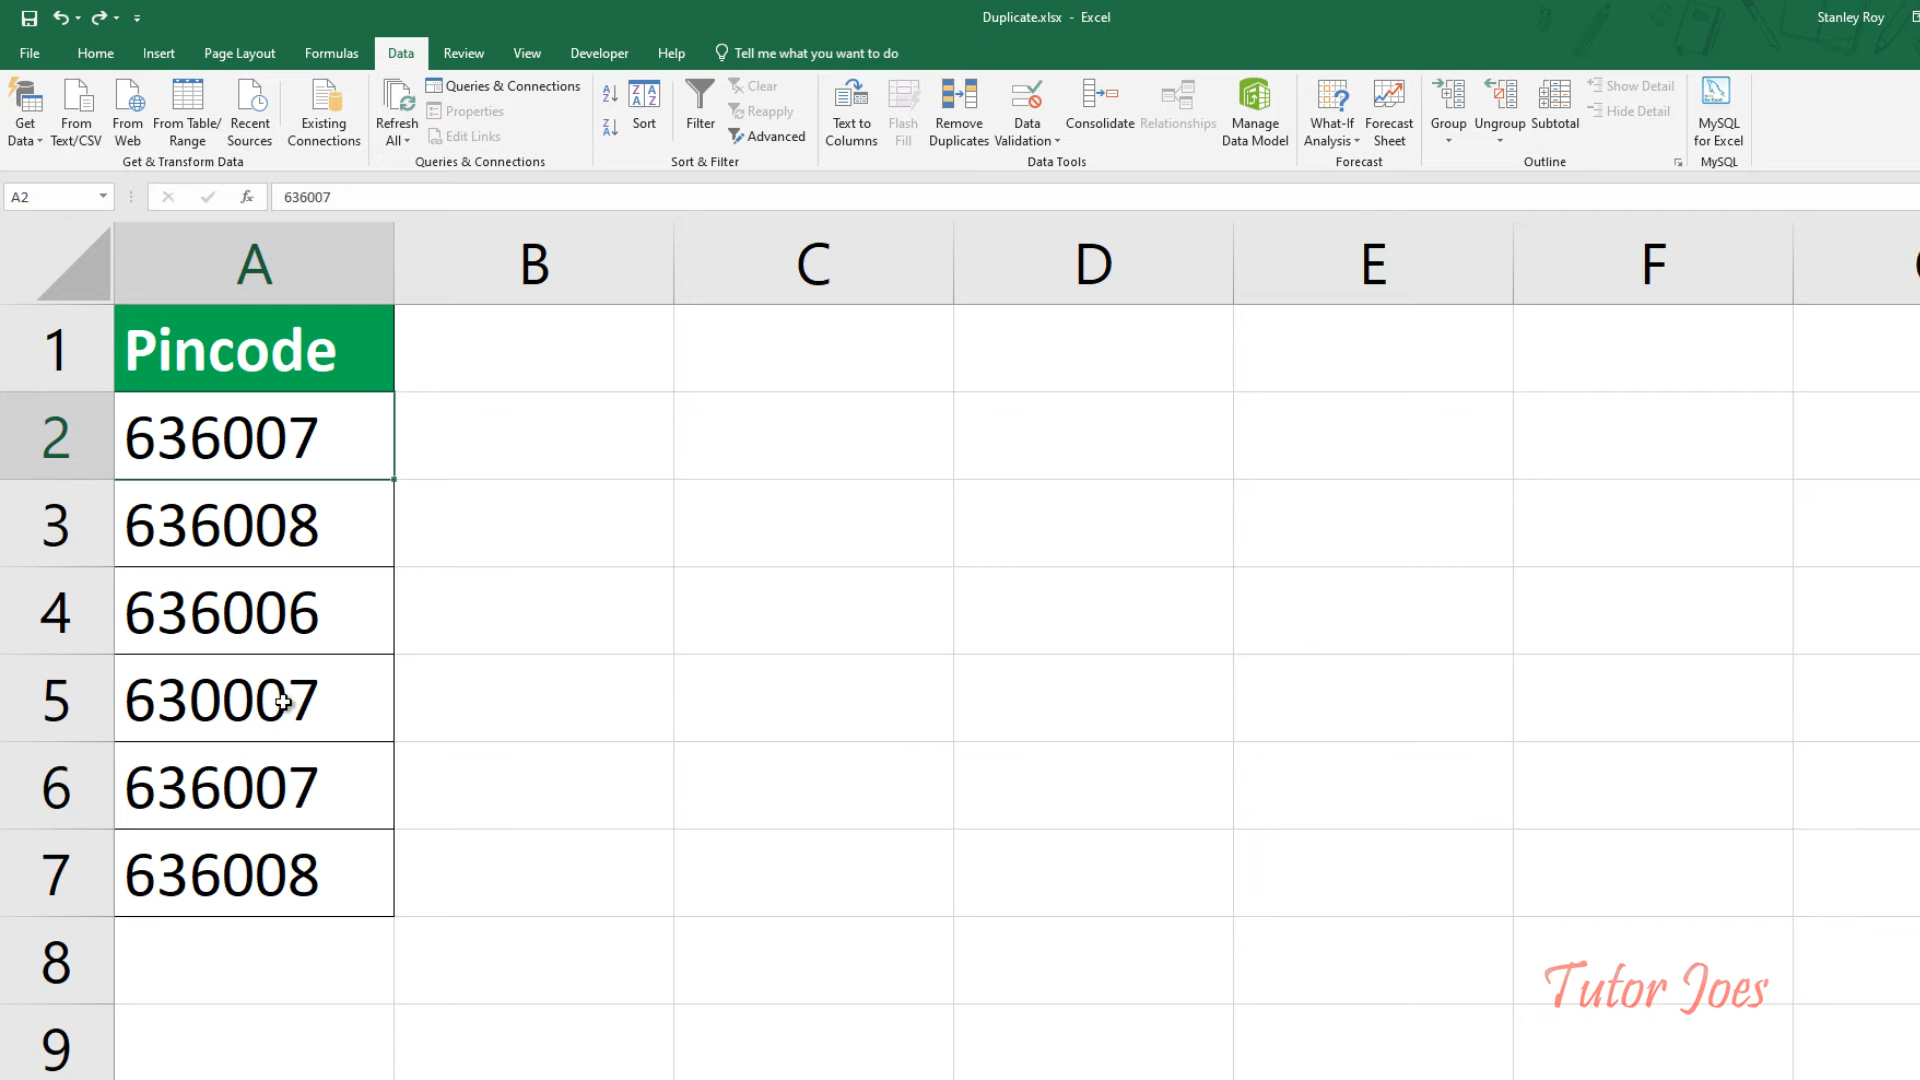 Duplicate.xlsx - Excel
Stanley Roy
File Home Insert Page Layout Formulas Data Review View Developer Help Tell me what you want to do
Get Data
From Text/CSV
From Web
From Table/ Range
Recent Sources
Existing Connections
Get & Transform Data
Refresh All
Queries & Connections
Properties
Edit Links
Queries & Connections
Sort
Filter
Clear
Reapply
Advanced
Sort & Filter
Text to Columns
Flash Fill
Remove Duplicates
Data Validation
Consolidate
Relationships
Manage Data Model
Data Tools
What-If Analysis
Forecast Sheet
Forecast
Group
Ungroup
Subtotal
Show Detail
Hide Detail
Outline
MySQL for Excel
MySQL
A2 fx 636007
A B C D E F
1 Pincode
2 636007
3 636008
4 636006
5 630007
6 636007
7 636008
8
9
Tutor Joes